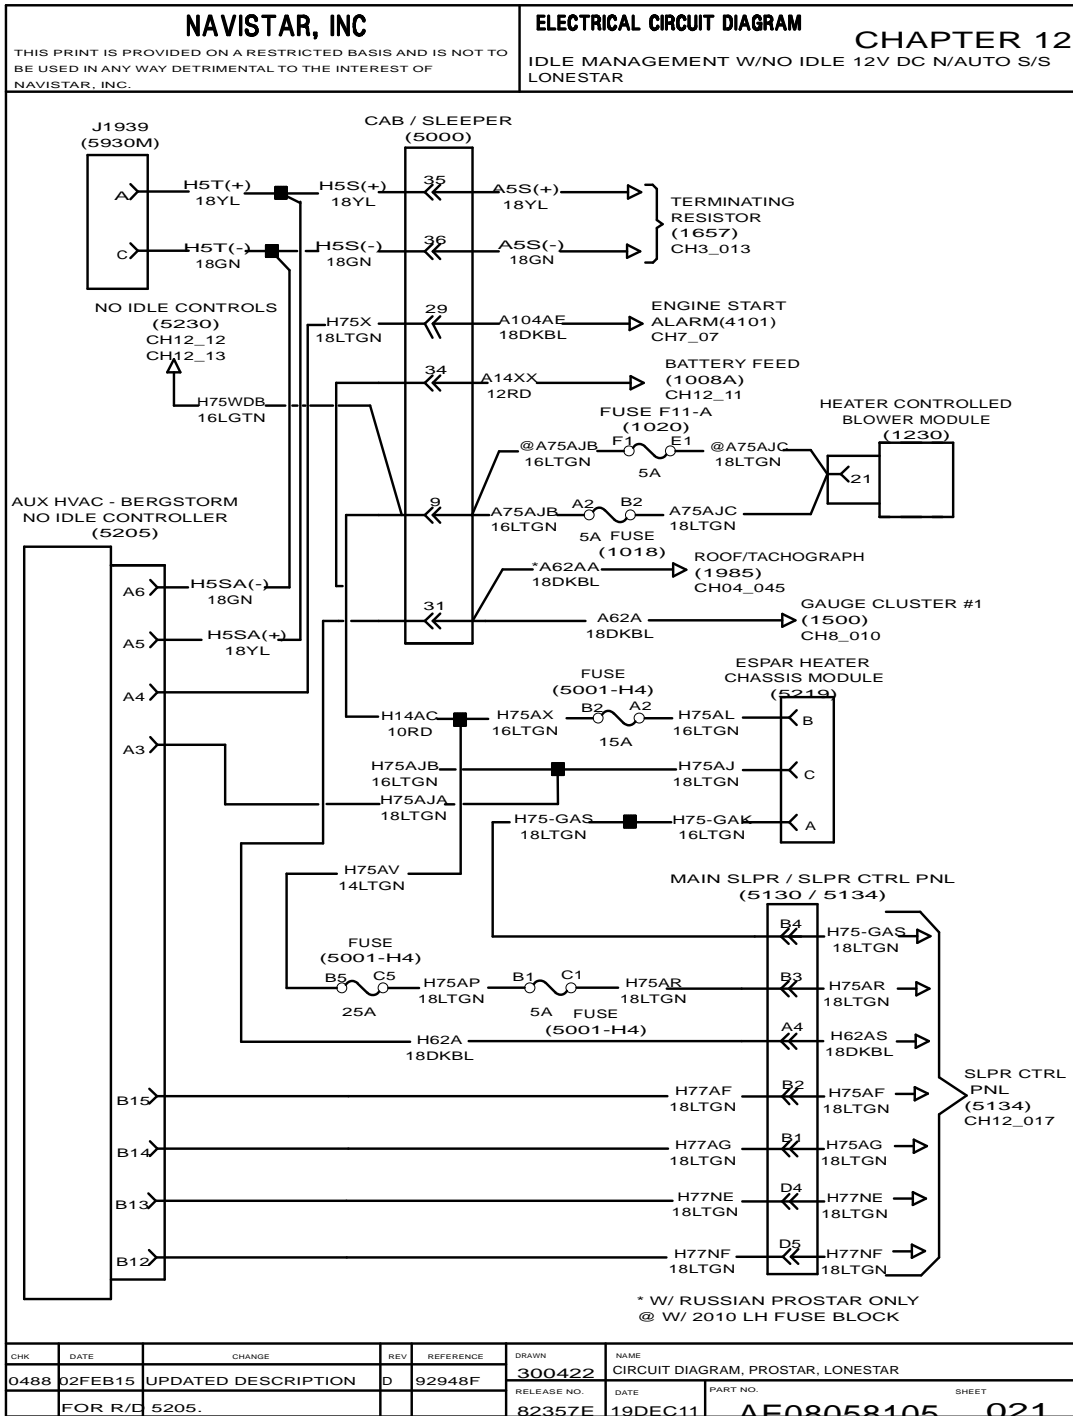 NAVISTAR, INC
THIS PRINT IS PROVIDED ON A RESTRICTED BASIS AND IS NOT TO
BE USED IN ANY WAY DETRIMENTAL TO THE INTEREST OF
NAVISTAR, INC.
ELECTRICAL CIRCUIT DIAGRAM
CHAPTER 12
IDLE MANAGEMENT W/NO IDLE 12V DC N/AUTO S/S
LONESTAR
J1939
(5930M)
CAB / SLEEPER
(5000)
A
H5T(+)
18YL
H5S(+)
18YL
35
A5S(+)
18YL
C
H5T(-)
18GN
H5S(-)
18GN
36
A5S(-)
18GN
TERMINATING
RESISTOR
(1657)
CH3_013
NO IDLE CONTROLS
(5230)
CH12_12
CH12_13
H75X
18LTGN
29
A104AE
18DKBL
ENGINE START
ALARM(4101)
CH7_07
34
A14XX
12RD
BATTERY FEED
(1008A)
CH12_11
H75WDB
16LGTN
FUSE F11-A
(1020)
@A75AJB
16LTGN
F1
E1
5A
@A75AJC
18LTGN
HEATER CONTROLLED
BLOWER MODULE
(1230)
21
9
A75AJB
16LTGN
A2
B2
5A FUSE
(1018)
A75AJC
18LTGN
AUX HVAC - BERGSTORM
NO IDLE CONTROLLER
(5205)
*A62AA
18DKBL
ROOF/TACHOGRAPH
(1985)
CH04_045
A6
H5SA(-)
18GN
31
A62A
18DKBL
GAUGE CLUSTER #1
(1500)
CH8_010
A5
H5SA(+)
18YL
A4
ESPAR HEATER
CHASSIS MODULE
(5219)
FUSE
(5001-H4)
H14AC
10RD
H75AX
16LTGN
B2
A2
15A
H75AL
16LTGN
B
A3
H75AJB
16LTGN
H75AJ
18LTGN
C
H75AJA
18LTGN
H75-GAS
18LTGN
H75-GAK
16LTGN
A
H75AV
14LTGN
MAIN SLPR / SLPR CTRL PNL
(5130 / 5134)
B4
H75-GAS
18LTGN
FUSE
(5001-H4)
B5
C5
25A
H75AP
18LTGN
B1
C1
5A FUSE
(5001-H4)
H75AR
18LTGN
B3
H75AR
18LTGN
H62A
18DKBL
A4
H62AS
18DKBL
SLPR CTRL
PNL
(5134)
CH12_017
B15
H77AF
18LTGN
B2
H75AF
18LTGN
B14
H77AG
18LTGN
B1
H75AG
18LTGN
B13
H77NE
18LTGN
D4
H77NE
18LTGN
B12
H77NF
18LTGN
D5
H77NF
18LTGN
* W/ RUSSIAN PROSTAR ONLY
@ W/ 2010 LH FUSE BLOCK
CHK DATE CHANGE REV REFERENCE
0488 02FEB15 UPDATED DESCRIPTION D 92948F
FOR R/D 5205.
DRAWN
300422
NAME
CIRCUIT DIAGRAM, PROSTAR, LONESTAR
RELEASE NO.
82357E
DATE
19DEC11
PART NO.
AF08058105
SHEET
021